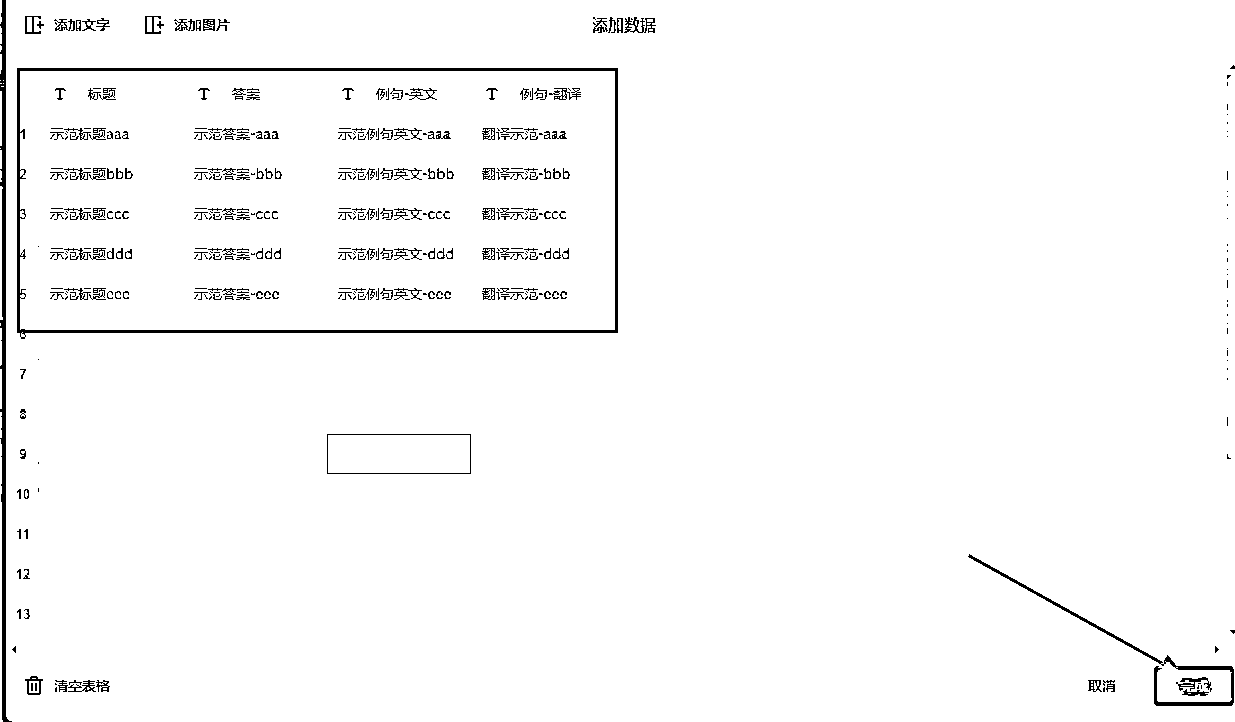 添加文字 添加图片 添加数据
T 标题 T 答案 T 例句-英文 T 例句-翻译
1 示范标题aaa 示范答案-aaa 示范例句英文-aaa 翻译示范-aaa
2 示范标题bbb 示范答案-bbb 示范例句英文-bbb 翻译示范-bbb
3 示范标题ccc 示范答案-ccc 示范例句英文-ccc 翻译示范-ccc
4 示范标题ddd 示范答案-ddd 示范例句英文-ddd 翻译示范-ddd
5 示范标题eee 示范答案-eee 示范例句英文-eee 翻译示范-eee
6
7
8
9
10
11
12
13
清空表格 取消 完成